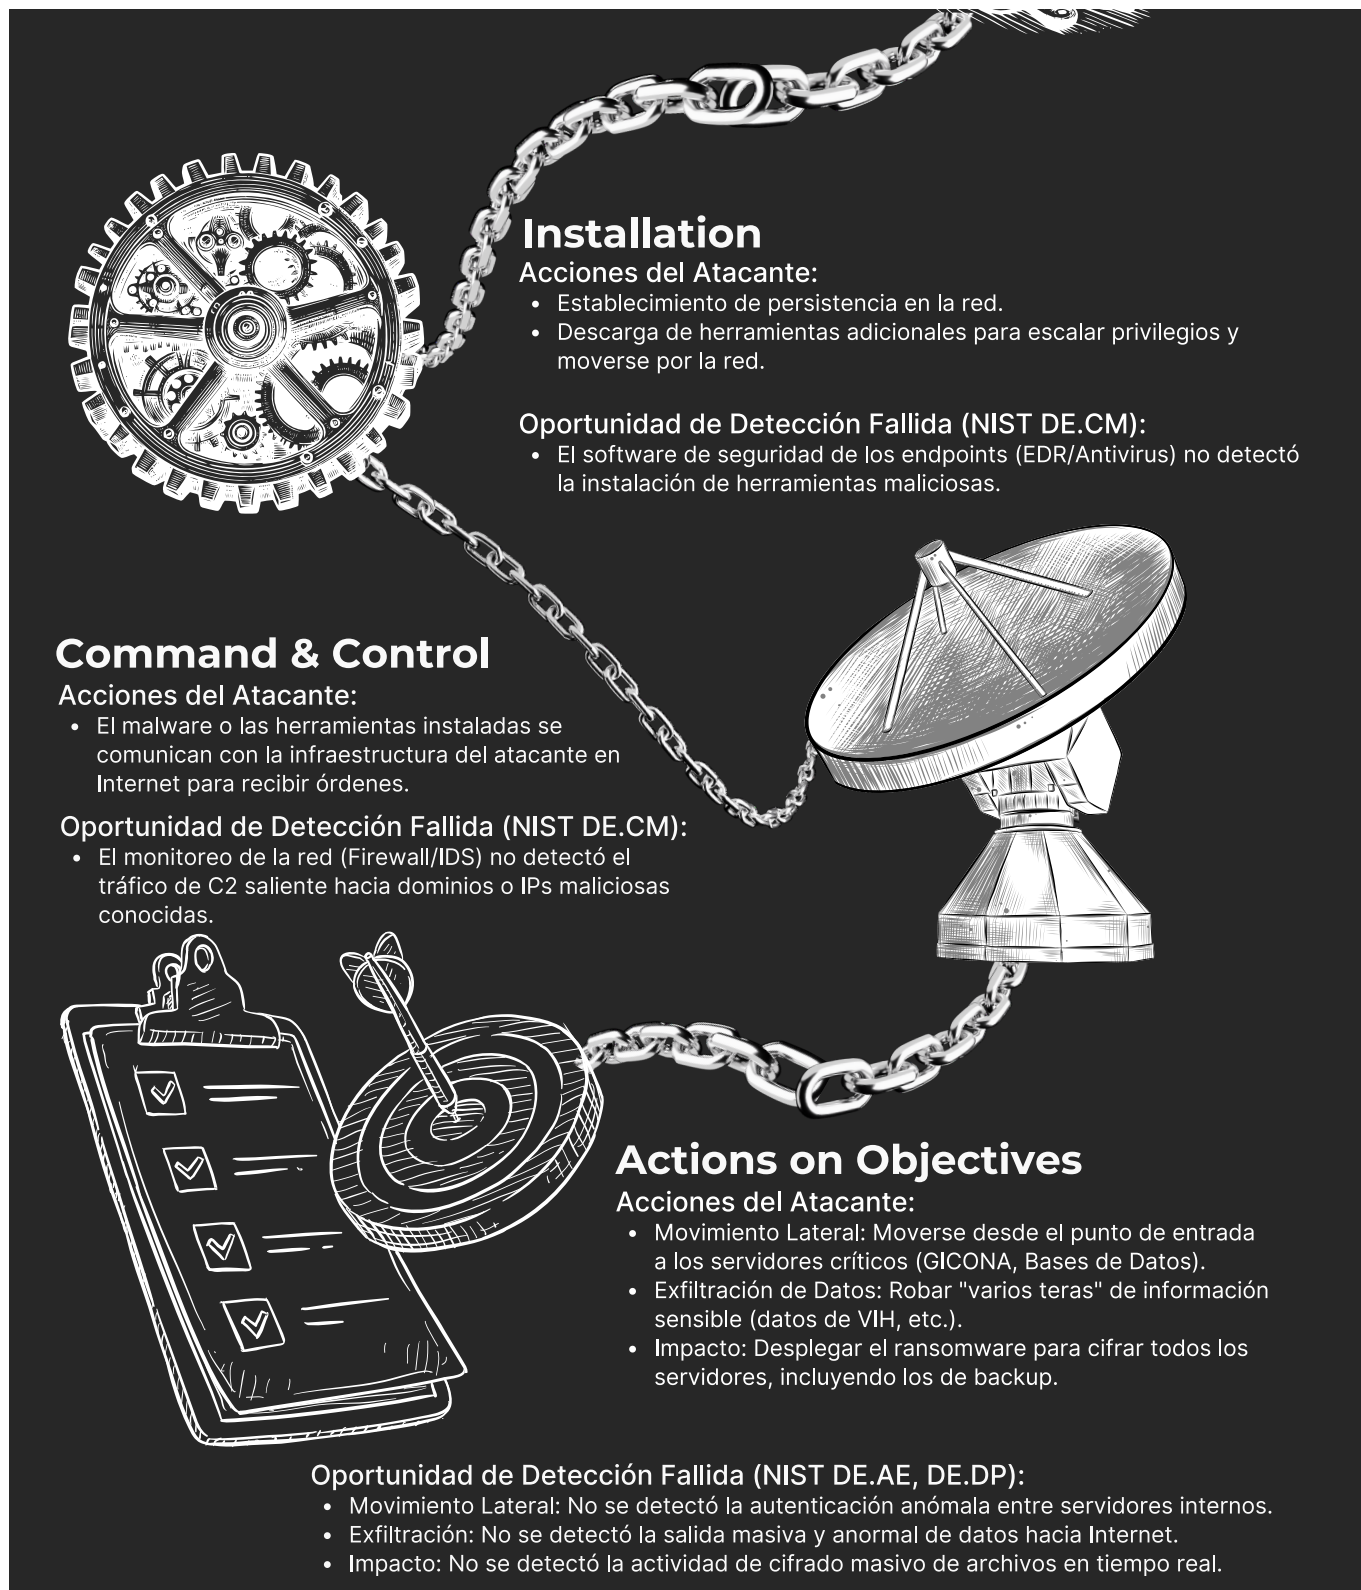 Installation
Acciones del Atacante:
• Establecimiento de persistencia en la red.
• Descarga de herramientas adicionales para escalar privilegios y
moverse por la red.
Oportunidad de Detección Fallida (NIST DE.CM):
• El software de seguridad de los endpoints (EDR/Antivirus) no detectó
la instalación de herramientas maliciosas.
Command & Control
Acciones del Atacante:
• El malware o las herramientas instaladas se
comunican con la infraestructura del atacante en
Internet para recibir órdenes.
Oportunidad de Detección Fallida (NIST DE.CM):
• El monitoreo de la red (Firewall/IDS) no detectó el
tráfico de C2 saliente hacia dominios o IPs maliciosas
conocidas.
Actions on Objectives
Acciones del Atacante:
• Movimiento Lateral: Moverse desde el punto de entrada
a los servidores críticos (GICONA, Bases de Datos).
• Exfiltración de Datos: Robar "varios teras" de información
sensible (datos de VIH, etc.).
• Impacto: Desplegar el ransomware para cifrar todos los
servidores, incluyendo los de backup.
Oportunidad de Detección Fallida (NIST DE.AE, DE.DP):
• Movimiento Lateral: No se detectó la autenticación anómala entre servidores internos.
• Exfiltración: No se detectó la salida masiva y anormal de datos hacia Internet.
• Impacto: No se detectó la actividad de cifrado masivo de archivos en tiempo real.